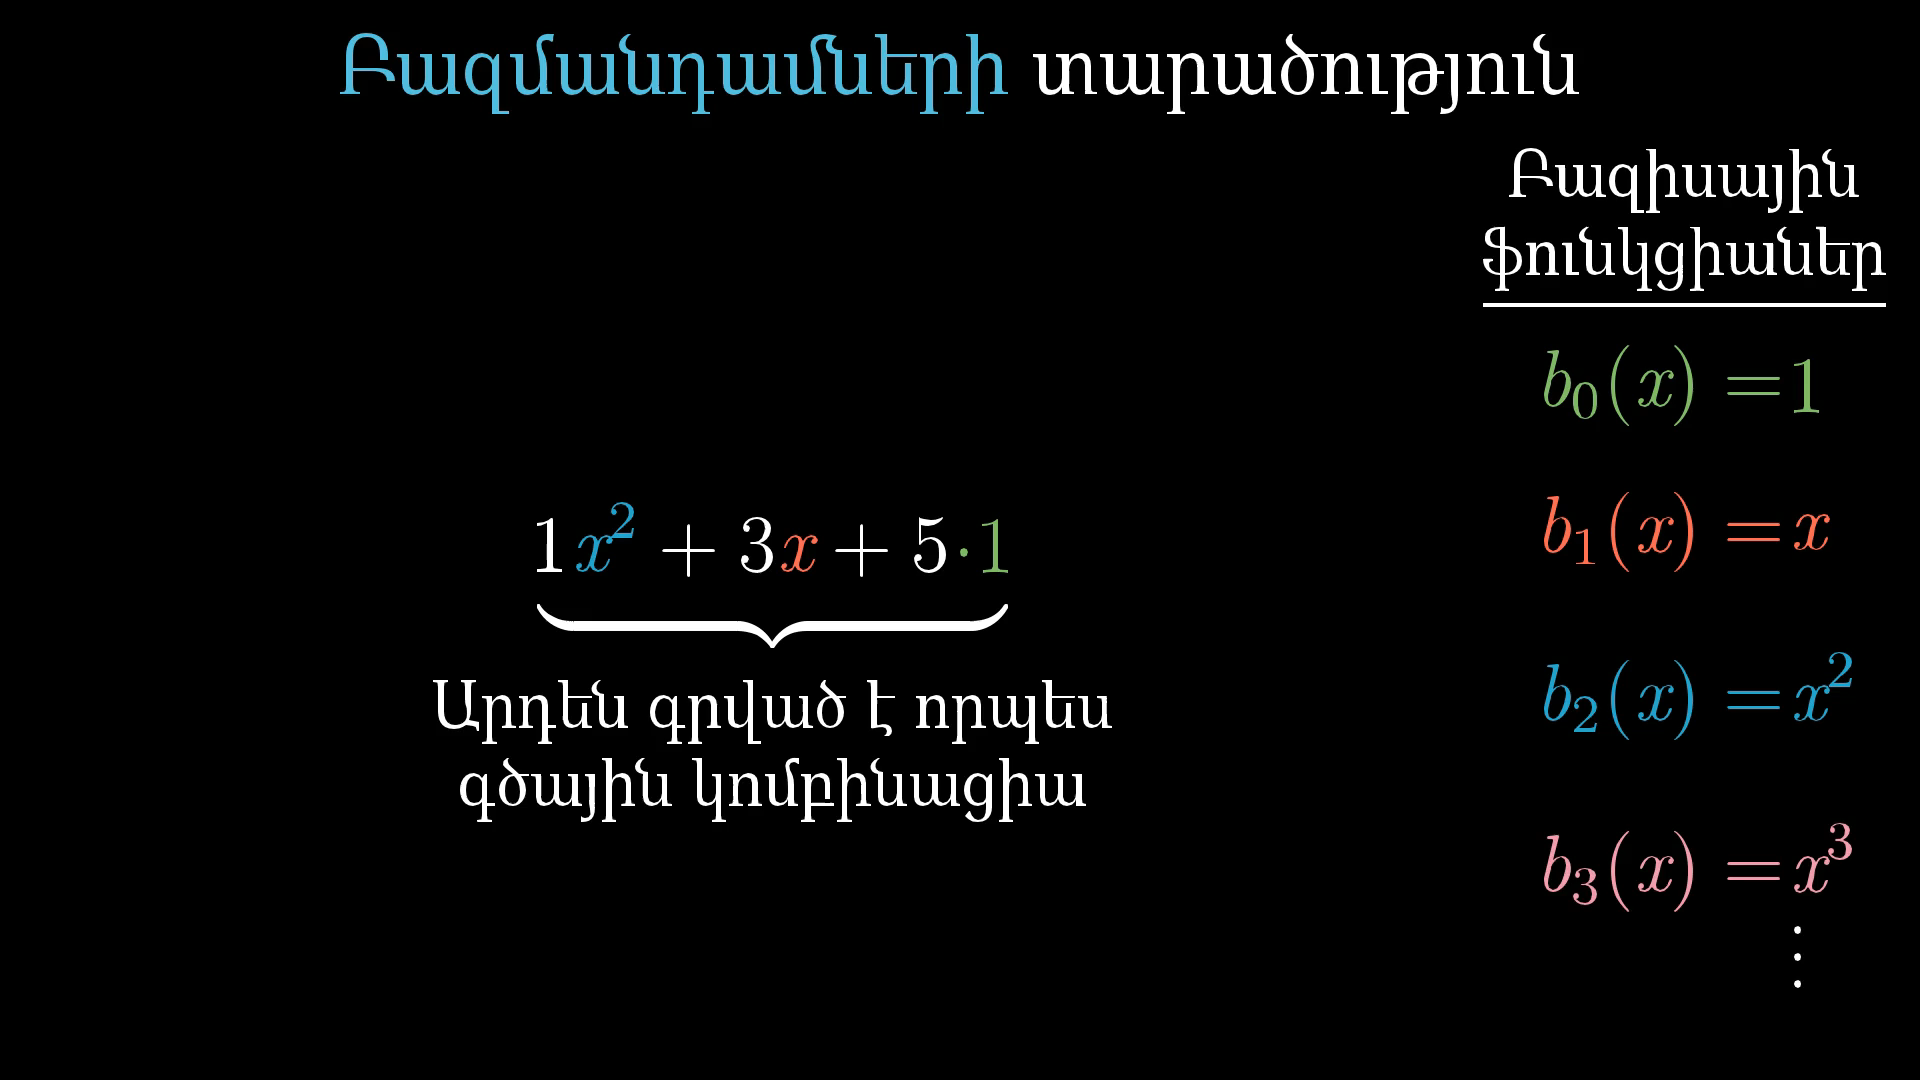 Բազմանդամների տարածություն
Բազիսային
ֆունկցիաներ
b₀(x) = 1
b₁(x) = x
1x² + 3x + 5·1
b₂(x) = x²
Արդեն գրված է որպես
գծային կոմբինացիա
b₃(x) = x³
⋮